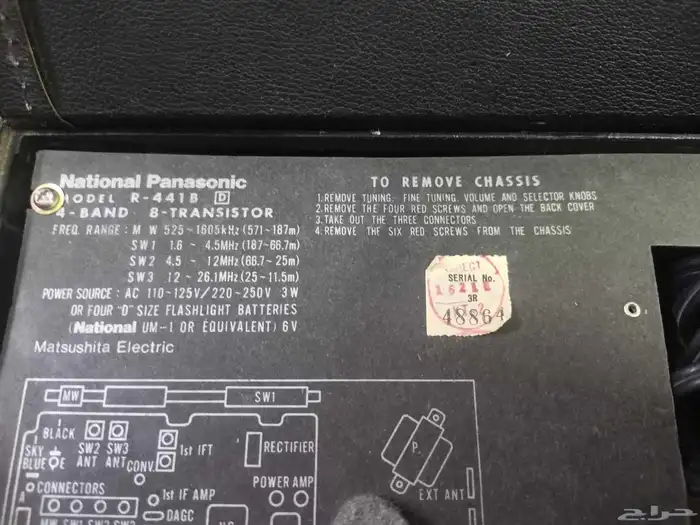 National Panasonic
MODEL R-441B D
4-BAND 8-TRANSISTOR
FREQ. RANGE : M W 525~1605kHz (571~187m)
SW1 1.6~ 4.5MHz (187~66.7m)
SW2 4.5~ 12MHz (66.7~25m)
SW3 12~ 26.1MHz (25~11.5m)
POWER SOURCE : AC 110~125V/220~250V 3W
OR FOUR "D" SIZE FLASHLIGHT BATTERIES
(National UM-1 OR EQUIVALENT) 6V
Matsushita Electric
TO REMOVE CHASSIS
1. REMOVE TUNING, FINE TUNING, VOLUME AND SELECTOR KNOBS
2. REMOVE THE FOUR RED SCREWS AND OPEN THE BACK COVER
3. TAKE OUT THE THREE CONNECTORS
4. REMOVE THE SIX RED SCREWS FROM THE CHASSIS
SERIAL No.
3R
48864
MW
SW1
BLACK
SKY
BLUE
E
SW2
ANT
SW3
ANT
CONV.
1st IFT
RECTIFIER
P.
EXT ANT
CONNECTORS
1st IF AMP
POWER AMP
DAGC
A
MW SW1 SW2 SW3
حراج